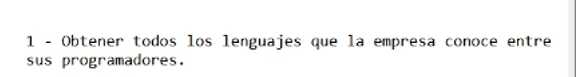 1 - Obtener todos los lenguajes que la empresa conoce entre
sus programadores.